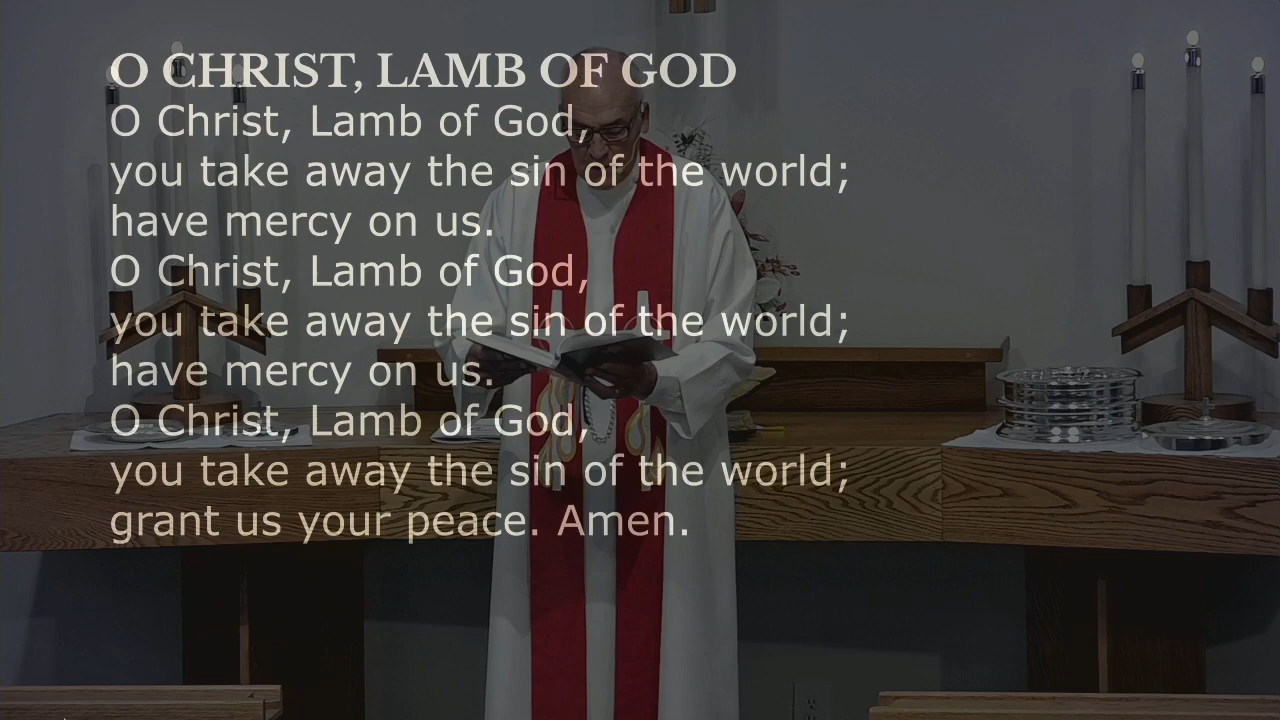 O CHRIST, LAMB OF GOD
O Christ, Lamb of God,
you take away the sin of the world;
have mercy on us.
O Christ, Lamb of God,
you take away the sin of the world;
have mercy on us.
O Christ, Lamb of God,
you take away the sin of the world;
grant us your peace. Amen.